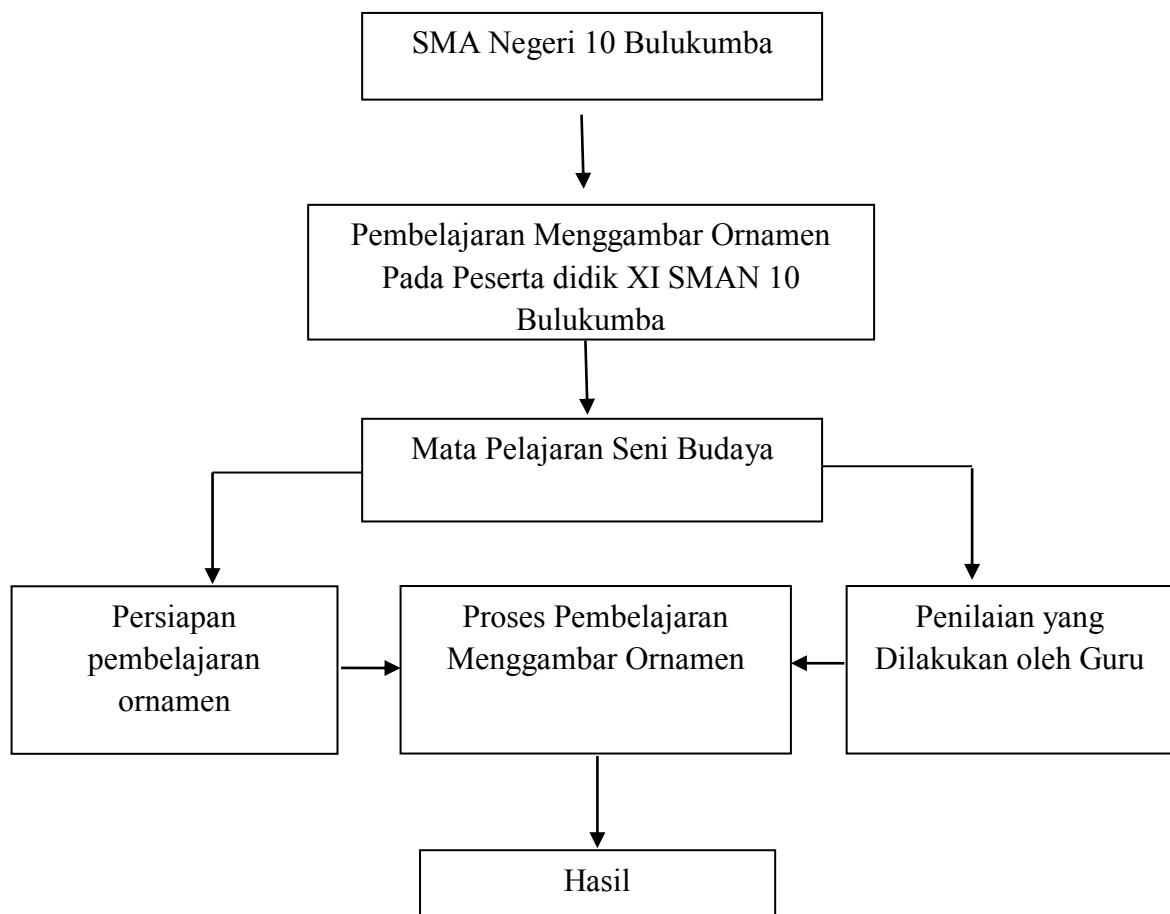 SMA Negeri 10 Bulukumba
Pembelajaran Menggambar Ornamen
Pada Peserta didik XI SMAN 10
Bulukumba
Mata Pelajaran Seni Budaya
Persiapan
pembelajaran
ornamen
Proses Pembelajaran
Menggambar Ornamen
Penilaian yang
Dilakukan oleh Guru
Hasil